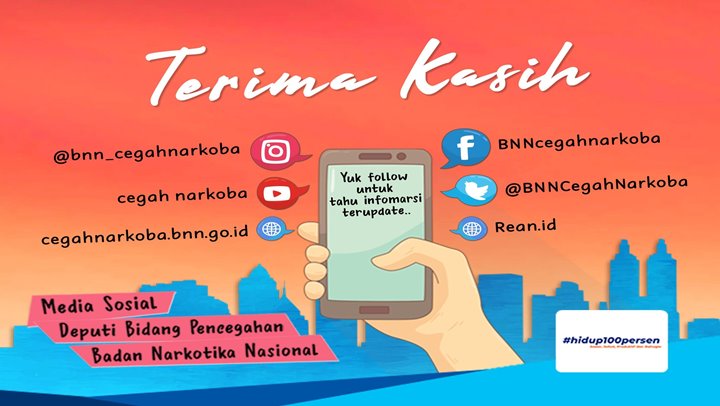 Terima Kasih
@bnn_cegahnarkoba
BNNcegahnarkoba
cegah narkoba
@BNNCegahNarkoba
cegahnarkoba.bnn.go.id
Rean.id
Yuk follow
untuk
tahu infomarsi
terupdate..
Media Sosial
Deputi Bidang Pencegahan
Badan Narkotika Nasional
#hidup100persen